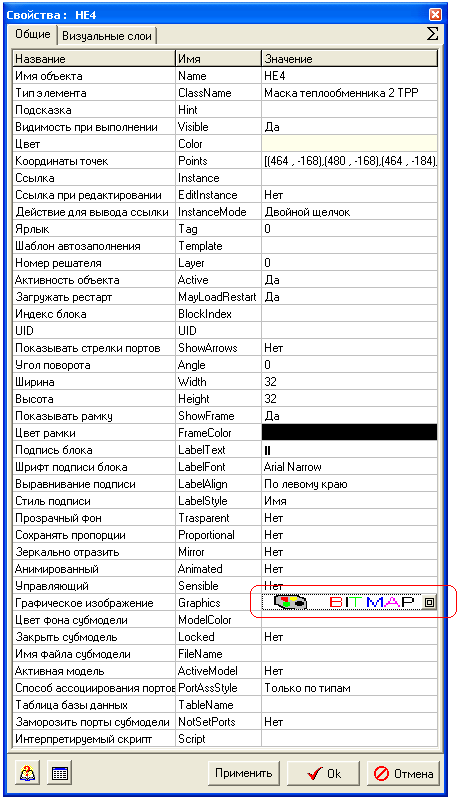 Свойства : HE4
Общие Визуальные слои Σ
Название Имя Значение
Имя объекта Name HE4
Тип элемента ClassName Маска теплообменника 2 ТРР
Подсказка Hint
Видимость при выполнении Visible Да
Цвет Color
Координаты точек Points [(464 , -168),(480 , -168),(464 , -184),
Ссылка Instance
Ссылка при редактировании EditInstance Нет
Действие для вывода ссылки InstanceMode Двойной щелчок
Ярлык Tag 0
Шаблон автозаполнения Template
Номер решателя Layer 0
Активность объекта Active Да
Загружать рестарт MayLoadRestart Да
Индекс блока BlockIndex
UID UID
Показывать стрелки портов ShowArrows Нет
Угол поворота Angle 0
Ширина Width 32
Высота Height 32
Показывать рамку ShowFrame Да
Цвет рамки FrameColor
Подпись блока LabelText
Шрифт подписи блока LabelFont Arial Narrow
Выравнивание подписи LabelAlign По левому краю
Стиль подписи LabelStyle Имя
Прозрачный фон Trasparent Нет
Сохранять пропорции Proportional Нет
Зеркально отразить Mirror Нет
Анимированный Animated Нет
Управляющий Sensible Нет
Графическое изображение Graphics BITMAP
Цвет фона субмодели ModelColor
Закрыть субмодель Locked Нет
Имя файла субмодели FileName
Активная модель ActiveModel Нет
Способ ассоциирования портов PortAssStyle Только по типам
Таблица базы данных TableName
Заморозить порты субмодели NotSetPorts Нет
Интерпретируемый скрипт Script
Применить Ok Отмена